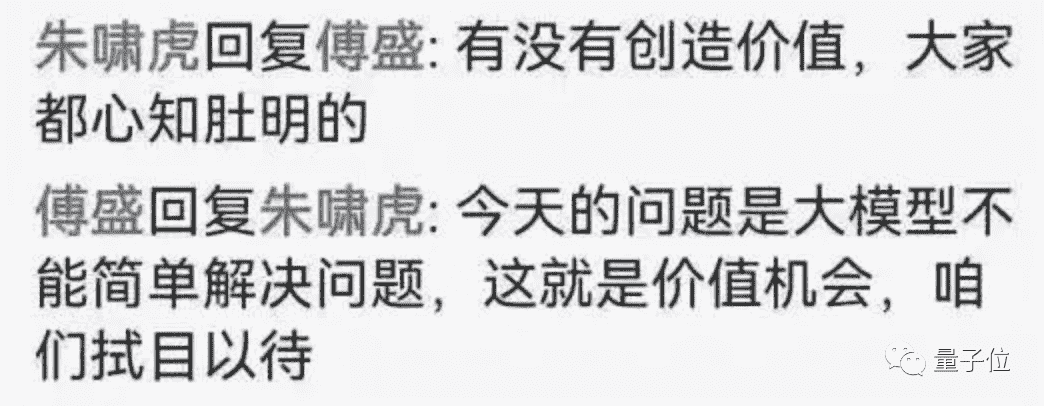 朱啸虎回复傅盛: 有没有创造价值，大家
都心知肚明的
傅盛回复朱啸虎: 今天的问题是大模型不
能简单解决问题，这就是价值机会，咱
们拭目以待
量子位